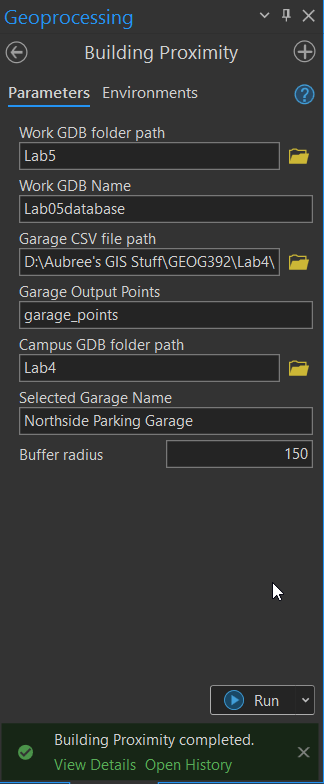 Geoprocessing
Building Proximity
Parameters Environments
?
Work GDB folder path
Lab5
Work GDB Name
Lab05database
Garage CSV file path
D:\Aubree's GIS Stuff\GEOG392\Lab4\
Garage Output Points
garage_points
Campus GDB folder path
Lab4
Selected Garage Name
Northside Parking Garage
Buffer radius 150
Run
Building Proximity completed.
View Details Open History